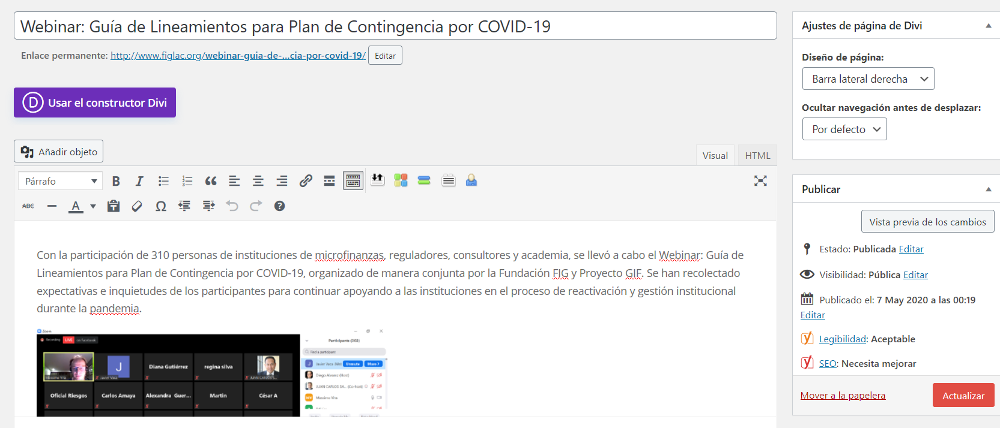 Webinar: Guía de Lineamientos para Plan de Contingencia por COVID-19
Enlace permanente: http://www.figlac.org/webinar-guia-de-...cia-por-covid-19/ Editar
D Usar el constructor Divi
Añadir objeto
Visual HTML
Párrafo
B I
ABC A Ω
Con la participación de 310 personas de instituciones de microfinanzas, reguladores, consultores y academia, se llevó a cabo el Webinar: Guía de
Lineamientos para Plan de Contingencia por COVID-19, organizado de manera conjunta por la Fundación FIG y Proyecto GIF. Se han recolectado
expectativas e inquietudes de los participantes para continuar apoyando a las instituciones en el proceso de reactivación y gestión institucional
durante la pandemia.
Zoom
Recording LIVE on Facebook
Participants (302)
Find a participant
J
Massimo Vita
Javier Vaca
Diana Gutiérrez
regina silva
JUAN CARLOS S...
Oficial Riesgos
Carlos Amaya
Alexandra Guer...
Martin
César A
J Javier Vaca (Me) Unmute More >
Diego Alvarez (Host)
JUAN CARLOS SA... (Co-host)
MV Massimo Vita
Ajustes de página de Divi
Diseño de página:
Barra lateral derecha
Ocultar navegación antes de desplazar:
Por defecto
Publicar
Vista previa de los cambios
Estado: Publicada Editar
Visibilidad: Pública Editar
Publicado el: 7 May 2020 a las 00:19
Editar
Legibilidad: Aceptable
SEO: Necesita mejorar
Mover a la papelera
Actualizar